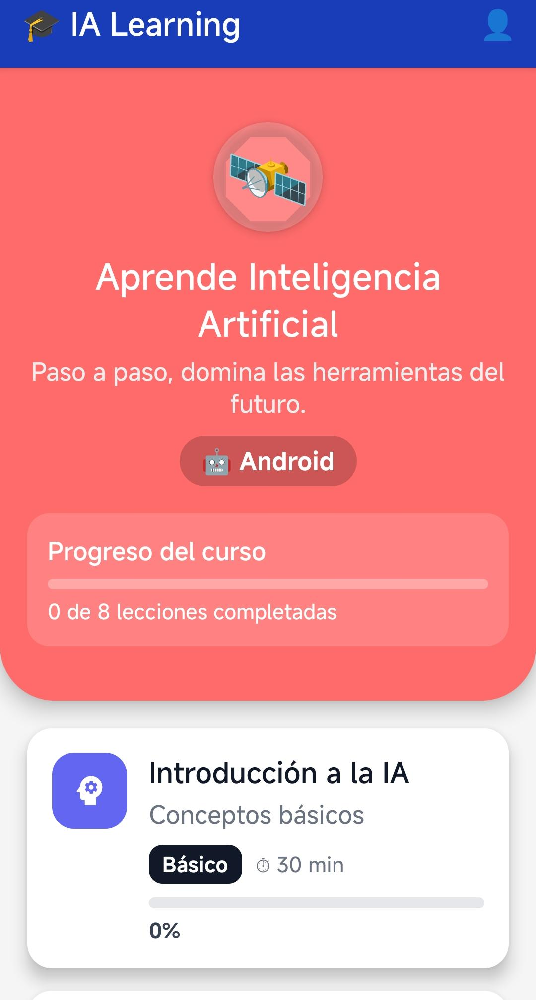 IA Learning
Aprende Inteligencia
Artificial
Paso a paso, domina las herramientas del
futuro.
Android
Progreso del curso
0 de 8 lecciones completadas
Introducción a la IA
Conceptos básicos
Básico
30 min
0%